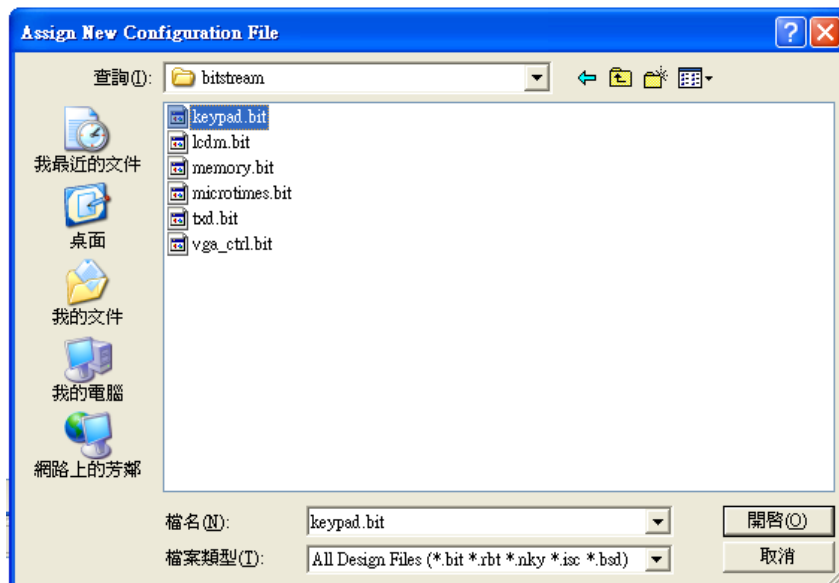 Assign New Configuration File
查詢(I):
bitstream
我最近的文件
桌面
我的文件
我的電腦
網路上的芳鄰
keypad.bit
lcdm.bit
memory.bit
microtimes.bit
txd.bit
vga_ctrl.bit
檔名(N):
keypad.bit
開啓(O)
檔案類型(T):
All Design Files (*.bit *.rbt *.nky *.isc *.bsd)
取消